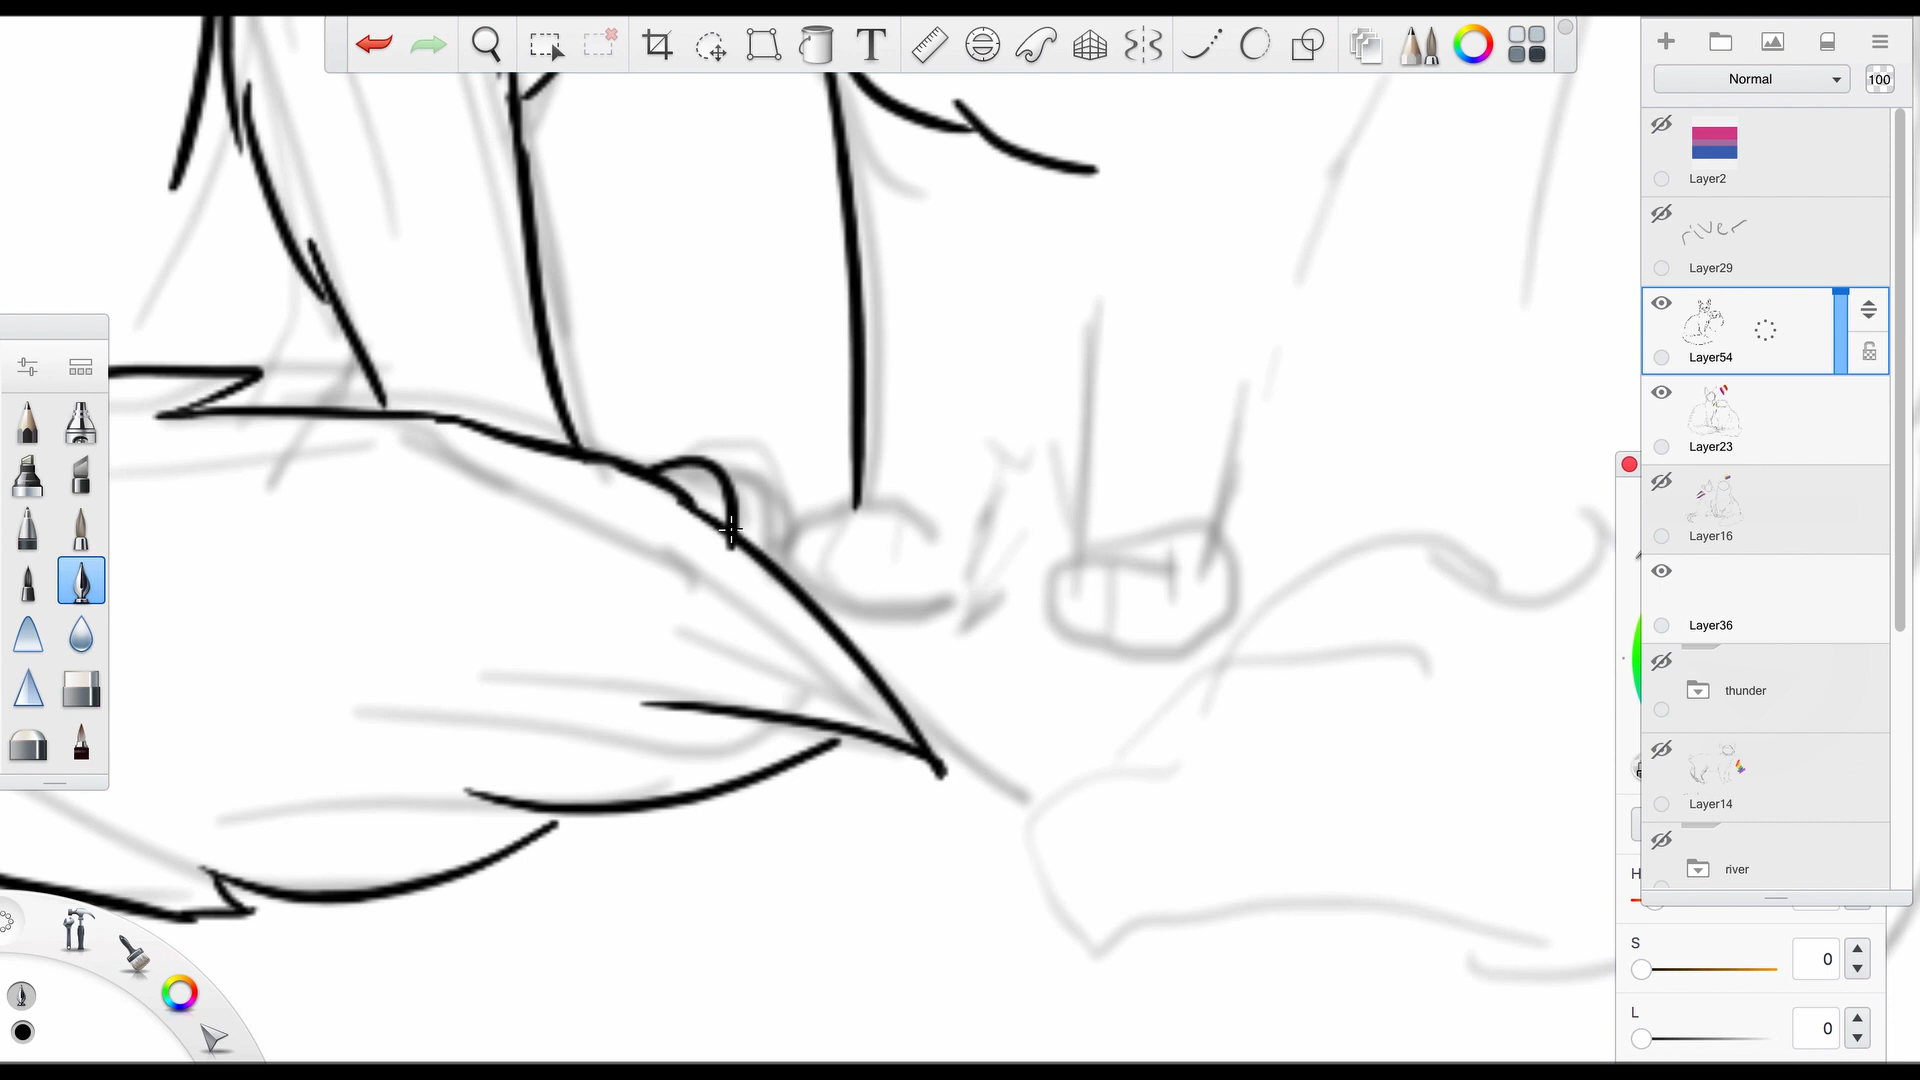 T
Normal
100
Layer2
river
Layer29
Layer54
Layer23
Layer16
Layer36
thunder
Layer14
river
H
S
0
L
0